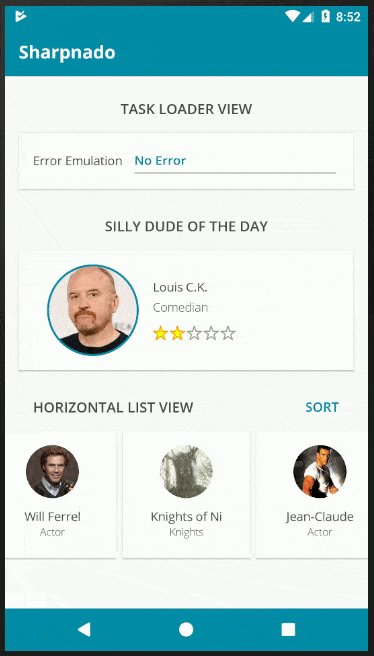 8:52
Sharpnado
TASK LOADER VIEW
Error Emulation No Error
SILLY DUDE OF THE DAY
Louis C.K.
Comedian
HORIZONTAL LIST VIEW SORT
Will Ferrel Knights of Ni Jean-Claude
Actor Knights Actor